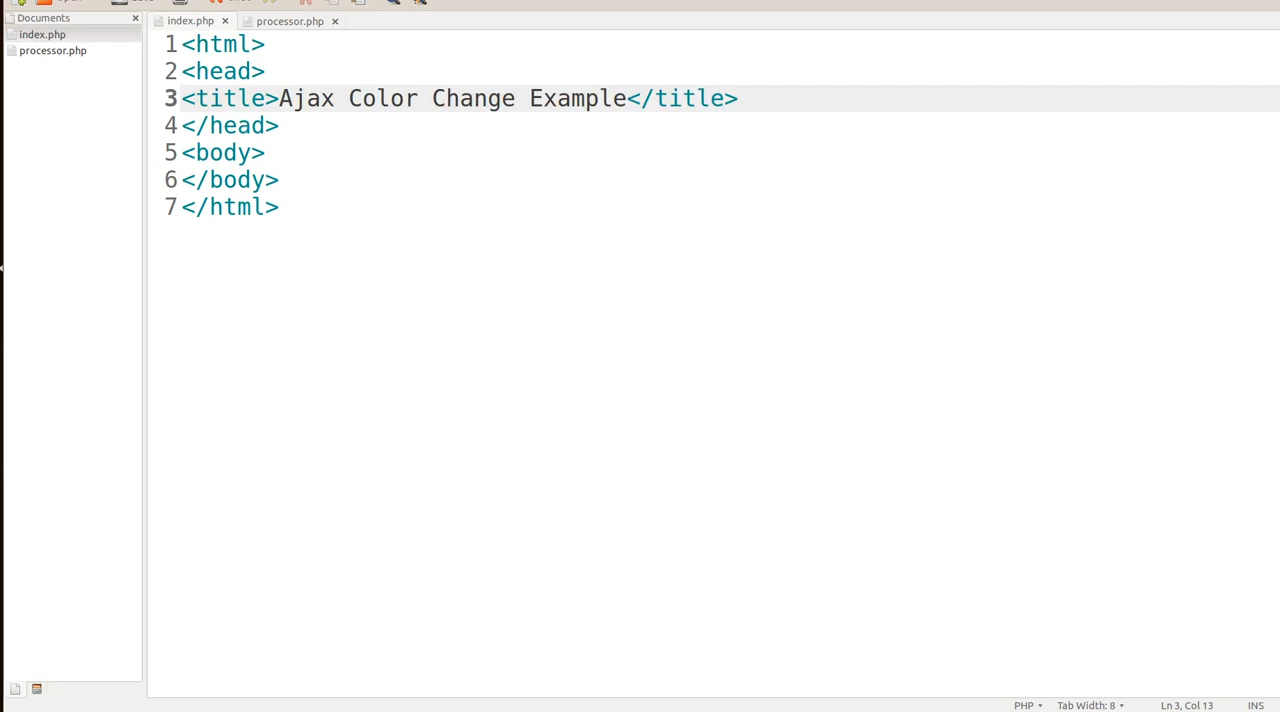 Documents
index.php
processor.php
index.php
processor.php
1 <html>
2 <head>
3 <title>Ajax Color Change Example</title>
4 </head>
5 <body>
6 </body>
7 </html>
PHP
Tab Width: 8
Ln 3, Col 13
INS